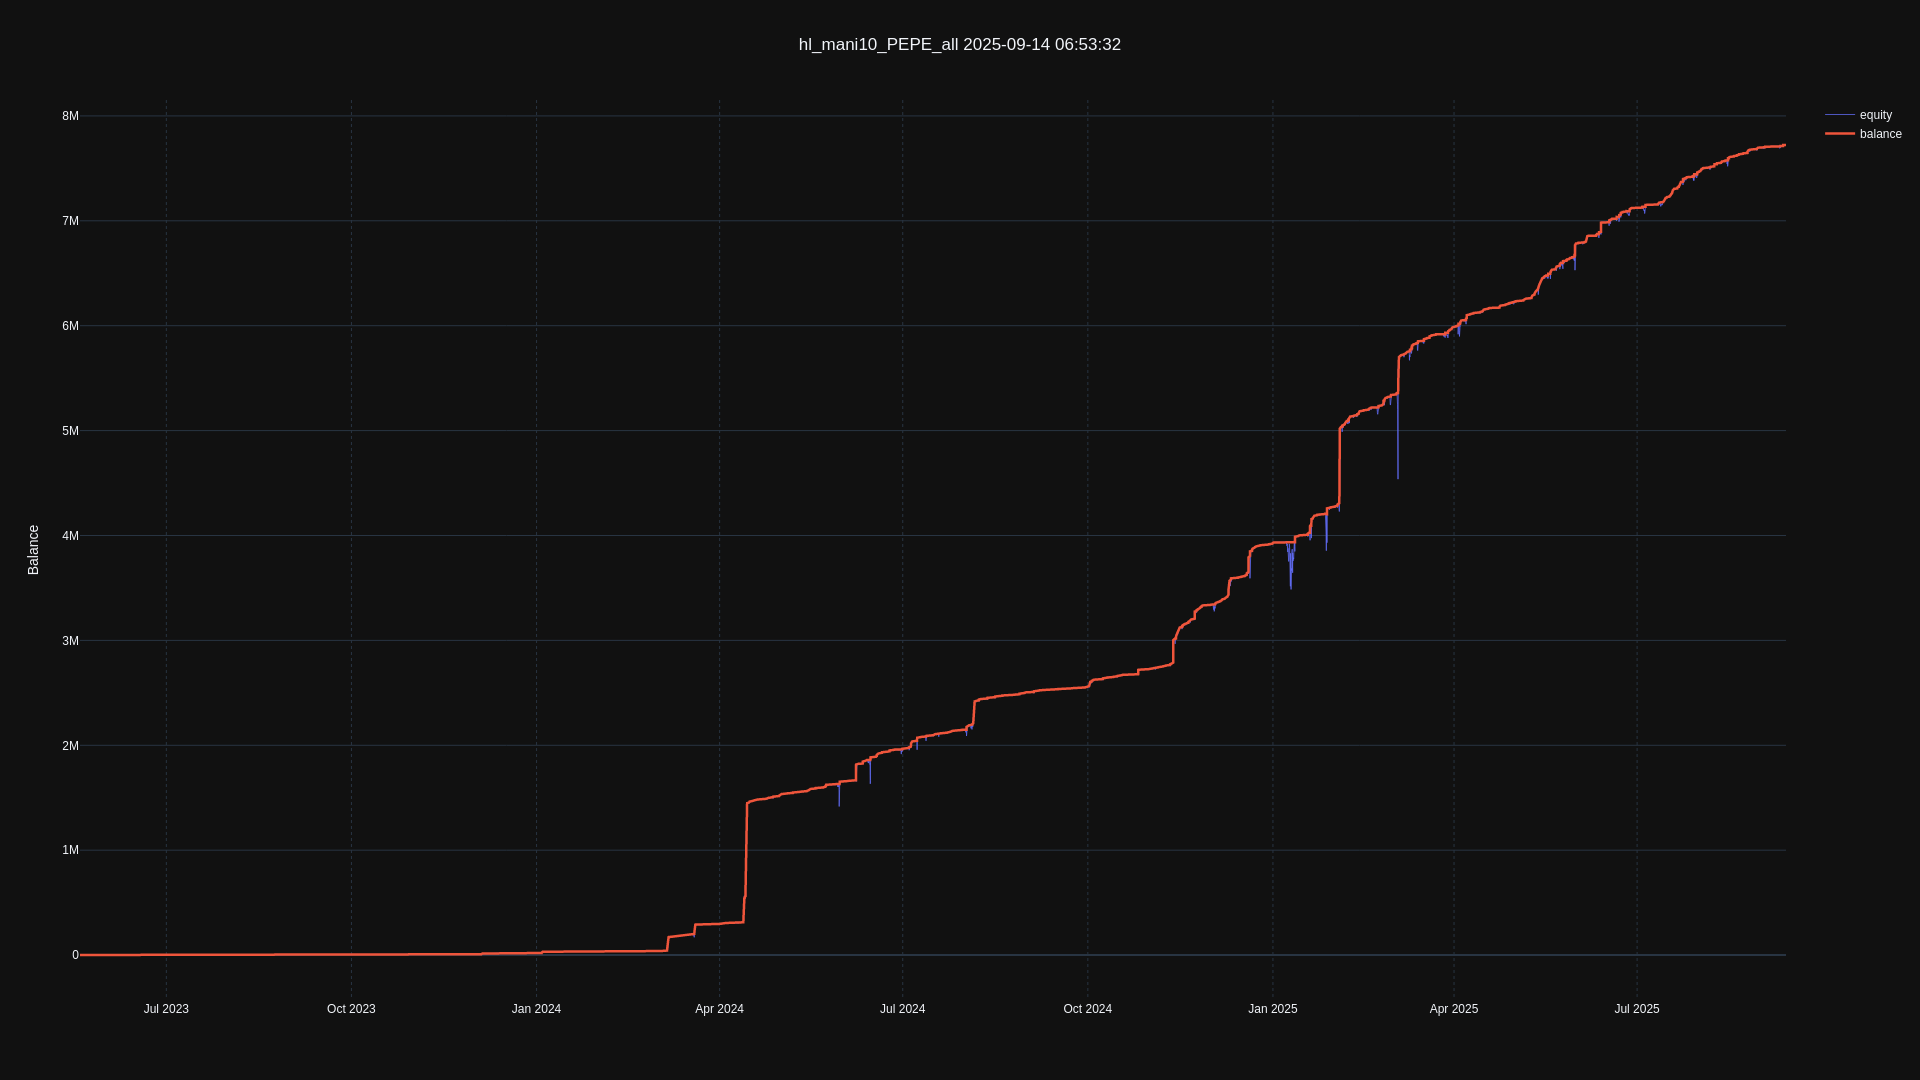 hl_mani10_PEPE_all 2025-09-14 06:53:32
equity
balance
Balance
8M
7M
6M
5M
4M
3M
2M
1M
0
Jul 2023
Oct 2023
Jan 2024
Apr 2024
Jul 2024
Oct 2024
Jan 2025
Apr 2025
Jul 2025